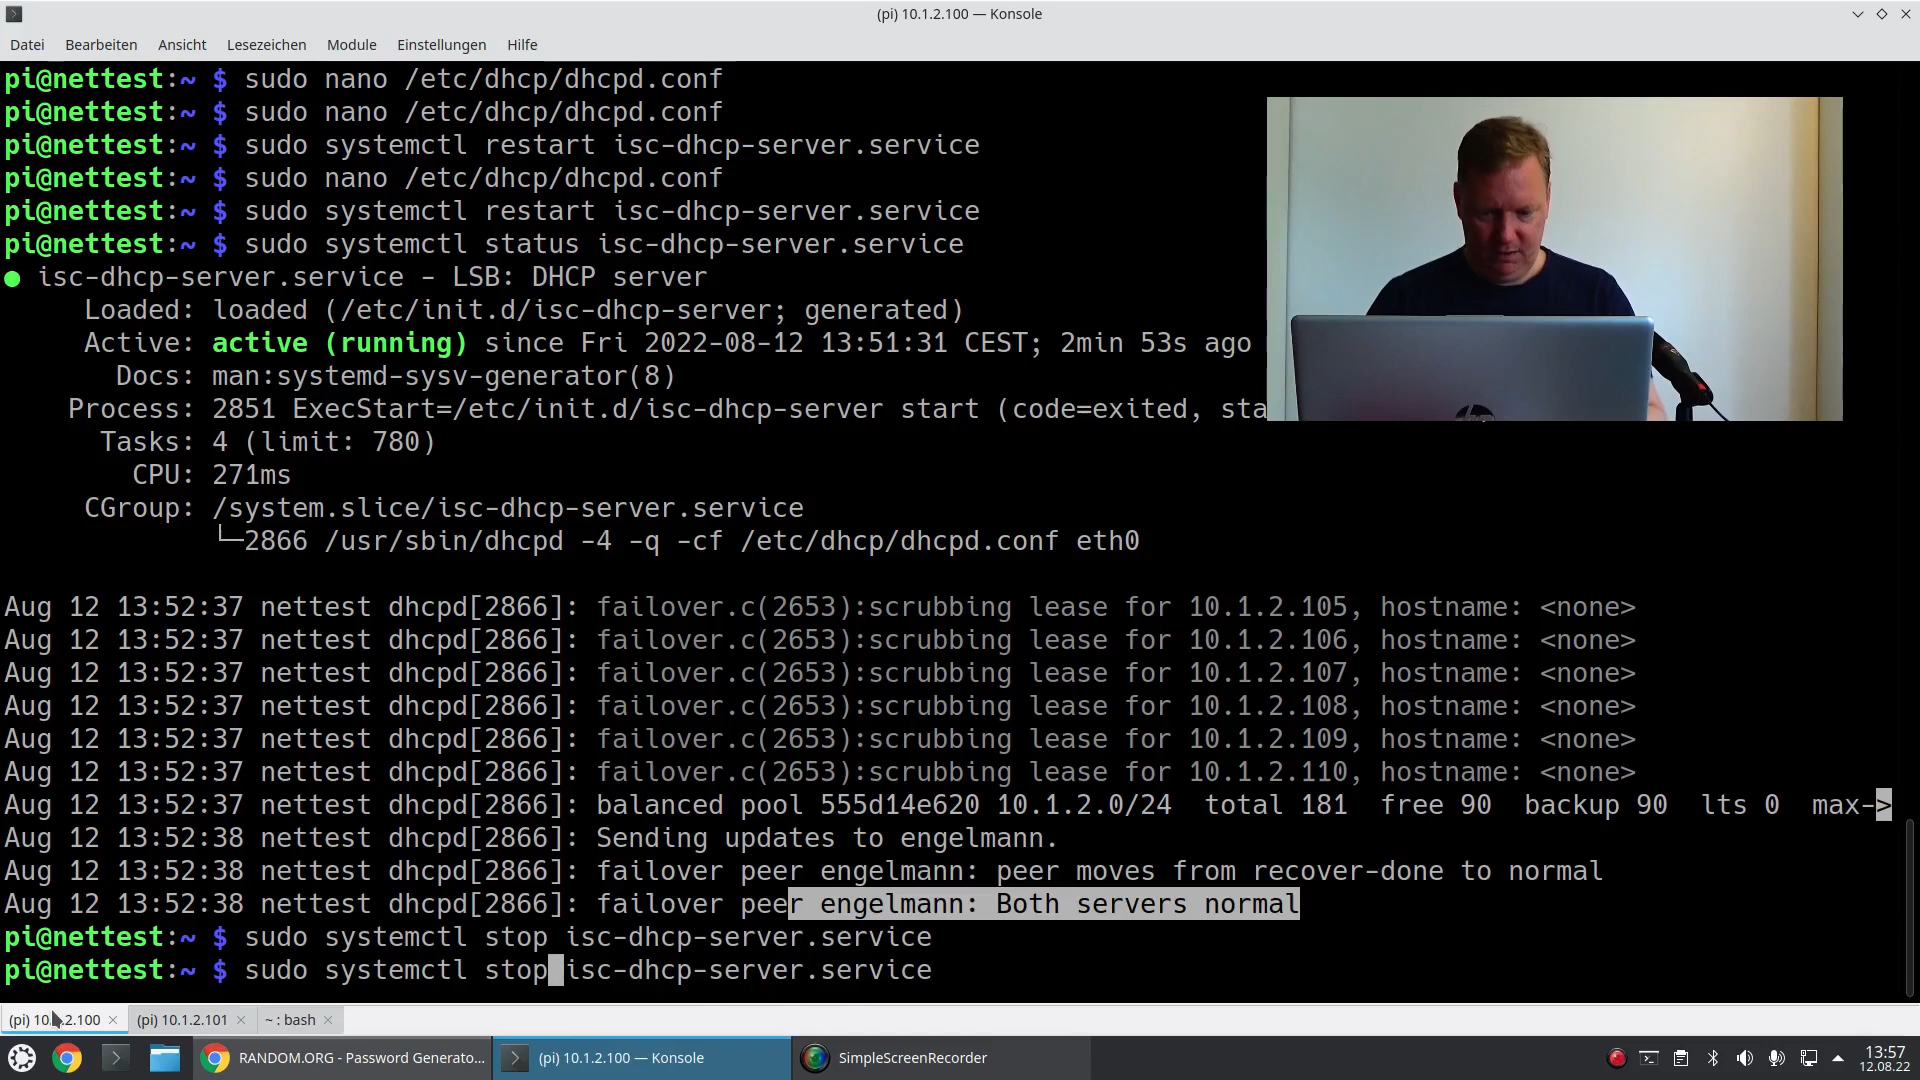 (pi) 10.1.2.100 — Konsole
Datei Bearbeiten Ansicht Lesezeichen Module Einstellungen Hilfe
pi@nettest:~ $ sudo nano /etc/dhcp/dhcpd.conf
pi@nettest:~ $ sudo nano /etc/dhcp/dhcpd.conf
pi@nettest:~ $ sudo systemctl restart isc-dhcp-server.service
pi@nettest:~ $ sudo nano /etc/dhcp/dhcpd.conf
pi@nettest:~ $ sudo systemctl restart isc-dhcp-server.service
pi@nettest:~ $ sudo systemctl status isc-dhcp-server.service
● isc-dhcp-server.service - LSB: DHCP server
Loaded: loaded (/etc/init.d/isc-dhcp-server; generated)
Active: active (running) since Fri 2022-08-12 13:51:31 CEST; 2min 53s ago
Docs: man:systemd-sysv-generator(8)
Process: 2851 ExecStart=/etc/init.d/isc-dhcp-server start (code=exited, sta
Tasks: 4 (limit: 780)
CPU: 271ms
CGroup: /system.slice/isc-dhcp-server.service
└─2866 /usr/sbin/dhcpd -4 -q -cf /etc/dhcp/dhcpd.conf eth0
Aug 12 13:52:37 nettest dhcpd[2866]: failover.c(2653):scrubbing lease for 10.1.2.105, hostname: <none>
Aug 12 13:52:37 nettest dhcpd[2866]: failover.c(2653):scrubbing lease for 10.1.2.106, hostname: <none>
Aug 12 13:52:37 nettest dhcpd[2866]: failover.c(2653):scrubbing lease for 10.1.2.107, hostname: <none>
Aug 12 13:52:37 nettest dhcpd[2866]: failover.c(2653):scrubbing lease for 10.1.2.108, hostname: <none>
Aug 12 13:52:37 nettest dhcpd[2866]: failover.c(2653):scrubbing lease for 10.1.2.109, hostname: <none>
Aug 12 13:52:37 nettest dhcpd[2866]: failover.c(2653):scrubbing lease for 10.1.2.110, hostname: <none>
Aug 12 13:52:37 nettest dhcpd[2866]: balanced pool 555d14e620 10.1.2.0/24  total 181  free 90  backup 90  lts 0  max->
Aug 12 13:52:38 nettest dhcpd[2866]: Sending updates to engelmann.
Aug 12 13:52:38 nettest dhcpd[2866]: failover peer engelmann: peer moves from recover-done to normal
Aug 12 13:52:38 nettest dhcpd[2866]: failover peer engelmann: Both servers normal
pi@nettest:~ $ sudo systemctl stop isc-dhcp-server.service
pi@nettest:~ $ sudo systemctl stop isc-dhcp-server.service
(pi) 10.1.2.100 (pi) 10.1.2.101 ~ : bash
RANDOM.ORG - Password Generato... (pi) 10.1.2.100 — Konsole SimpleScreenRecorder 13:57
12.08.22